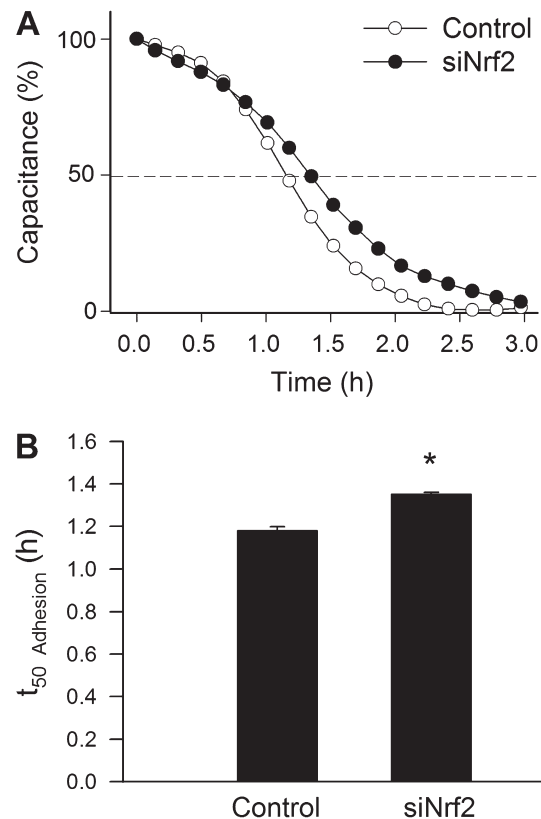 A
Control
siNrf2
100
50
0
Capacitance (%)
0.0 0.5 1.0 1.5 2.0 2.5 3.0
Time (h)
B
*
1.6
1.4
1.2
1.0
0.8
0.6
0.4
0.2
0.0
t50 Adhesion (h)
Control siNrf2